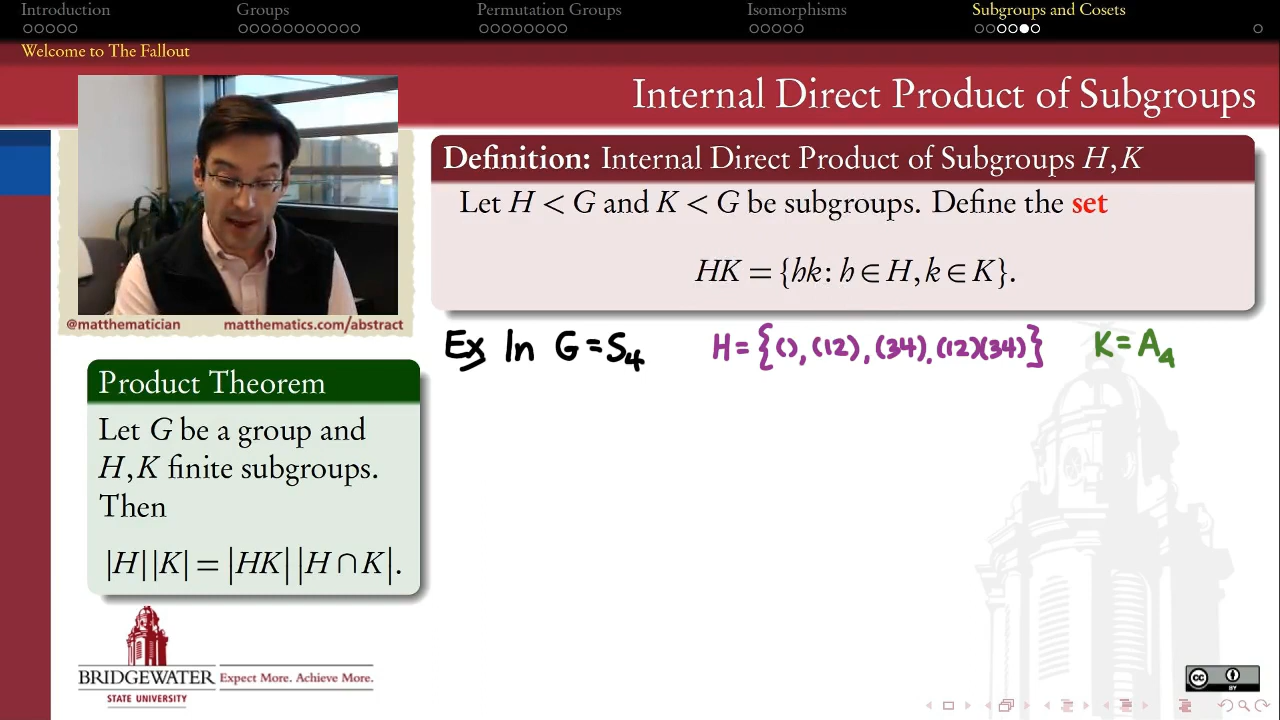 Introduction Groups Permutation Groups Isomorphisms Subgroups and Cosets
Welcome to The Fallout
Internal Direct Product of Subgroups
Definition: Internal Direct Product of Subgroups H, K
Let H < G and K < G be subgroups. Define the set
HK = {hk: h ∈ H, k ∈ K}.
@matthematician matthematics.com/abstract
Ex In G = S₄ H = { (), (12), (34), (12)(34) } K = A₄
Product Theorem
Let G be a group and
H, K finite subgroups.
Then
|H||K| = |HK||H ∩ K|.
BRIDGEWATER
STATE UNIVERSITY
Expect More. Achieve More.
CC BY